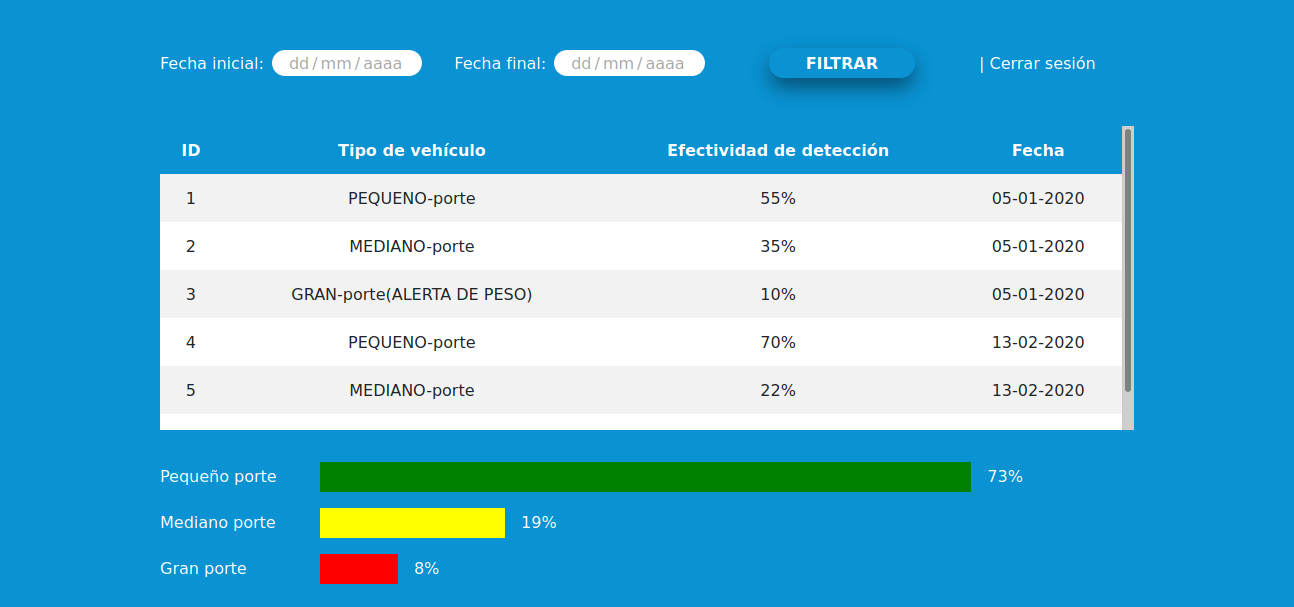 Fecha inicial: dd/mm/aaaa Fecha final: dd/mm/aaaa FILTRAR | Cerrar sesión
ID Tipo de vehículo Efectividad de detección Fecha
1 PEQUENO-porte 55% 05-01-2020
2 MEDIANO-porte 35% 05-01-2020
3 GRAN-porte(ALERTA DE PESO) 10% 05-01-2020
4 PEQUENO-porte 70% 13-02-2020
5 MEDIANO-porte 22% 13-02-2020
Pequeño porte 73%
Mediano porte 19%
Gran porte 8%